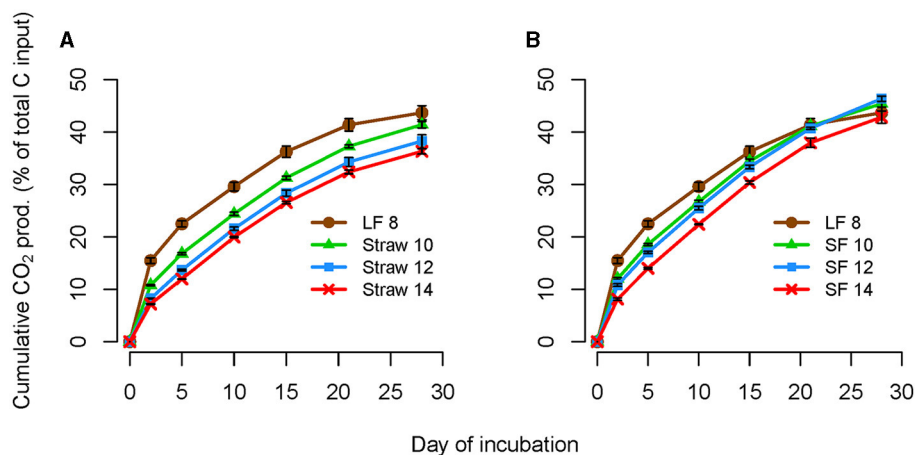 A
B
Cumulative CO₂ prod. (% of total C input)
50
40
30
20
10
0
LF 8
Straw 10
Straw 12
Straw 14
0 5 10 15 20 25 30
50
40
30
20
10
0
LF 8
SF 10
SF 12
SF 14
0 5 10 15 20 25 30
Day of incubation